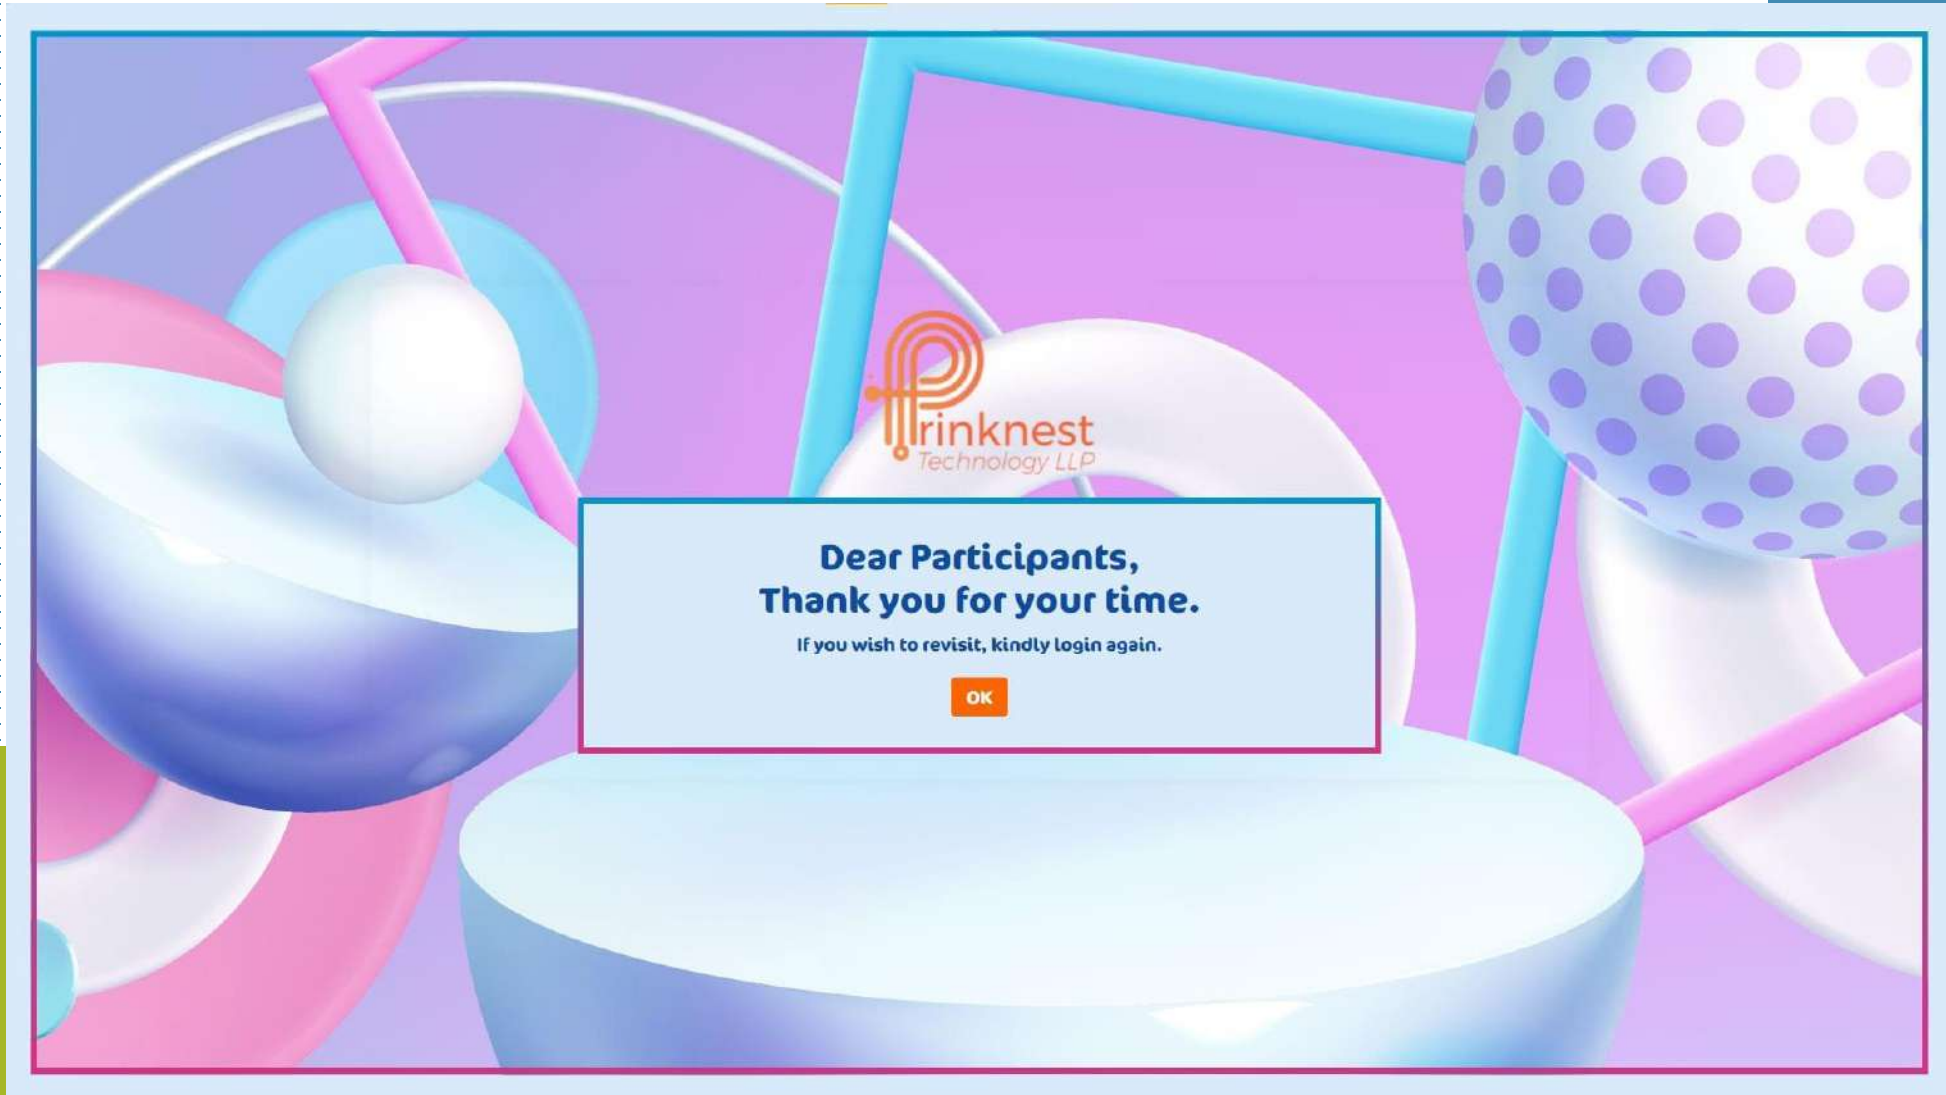 Prinknest
Technology LLP
Dear Participants,
Thank you for your time.
If you wish to revisit, kindly login again.
OK